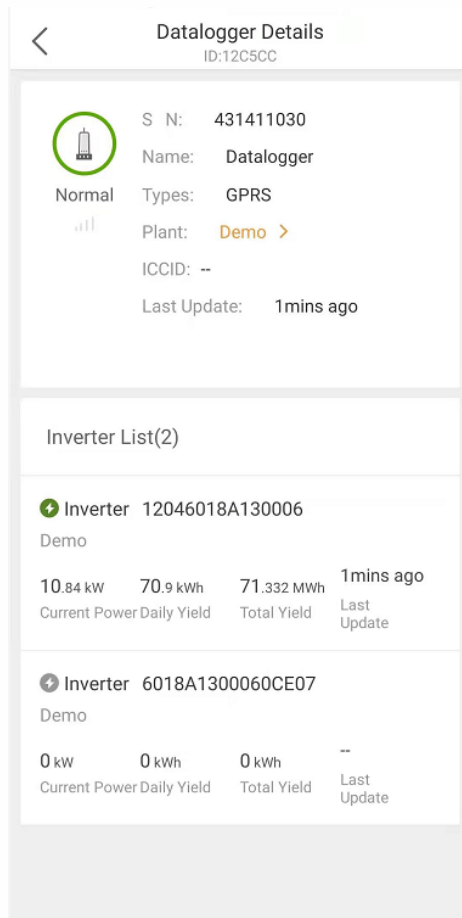 Datalogger Details
ID:12C5CC
S N: 431411030
Name: Datalogger
Normal
Types: GPRS
Plant: Demo >
ICCID: --
Last Update: 1mins ago
Inverter List(2)
Inverter 12046018A130006
Demo
10.84 kW 70.9 kWh 71.332 MWh 1mins ago
Current Power Daily Yield Total Yield Last Update
Inverter 6018A1300060CE07
Demo
0 kW 0 kWh 0 kWh --
Current Power Daily Yield Total Yield Last Update